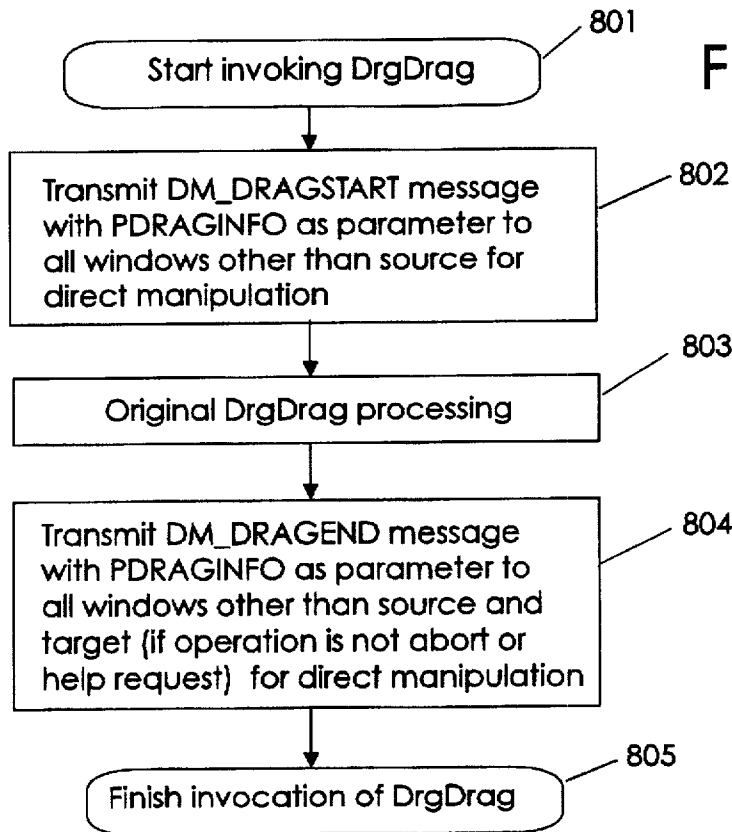 801
Start invoking DrgDrag
F
802
Transmit DM_DRAGSTART message
with PDRAGINFO as parameter to
all windows other than source for
direct manipulation
803
Original DrgDrag processing
804
Transmit DM_DRAGEND message
with PDRAGINFO as parameter to
all windows other than source and
target (if operation is not abort or
help request) for direct manipulation
805
Finish invocation of DrgDrag